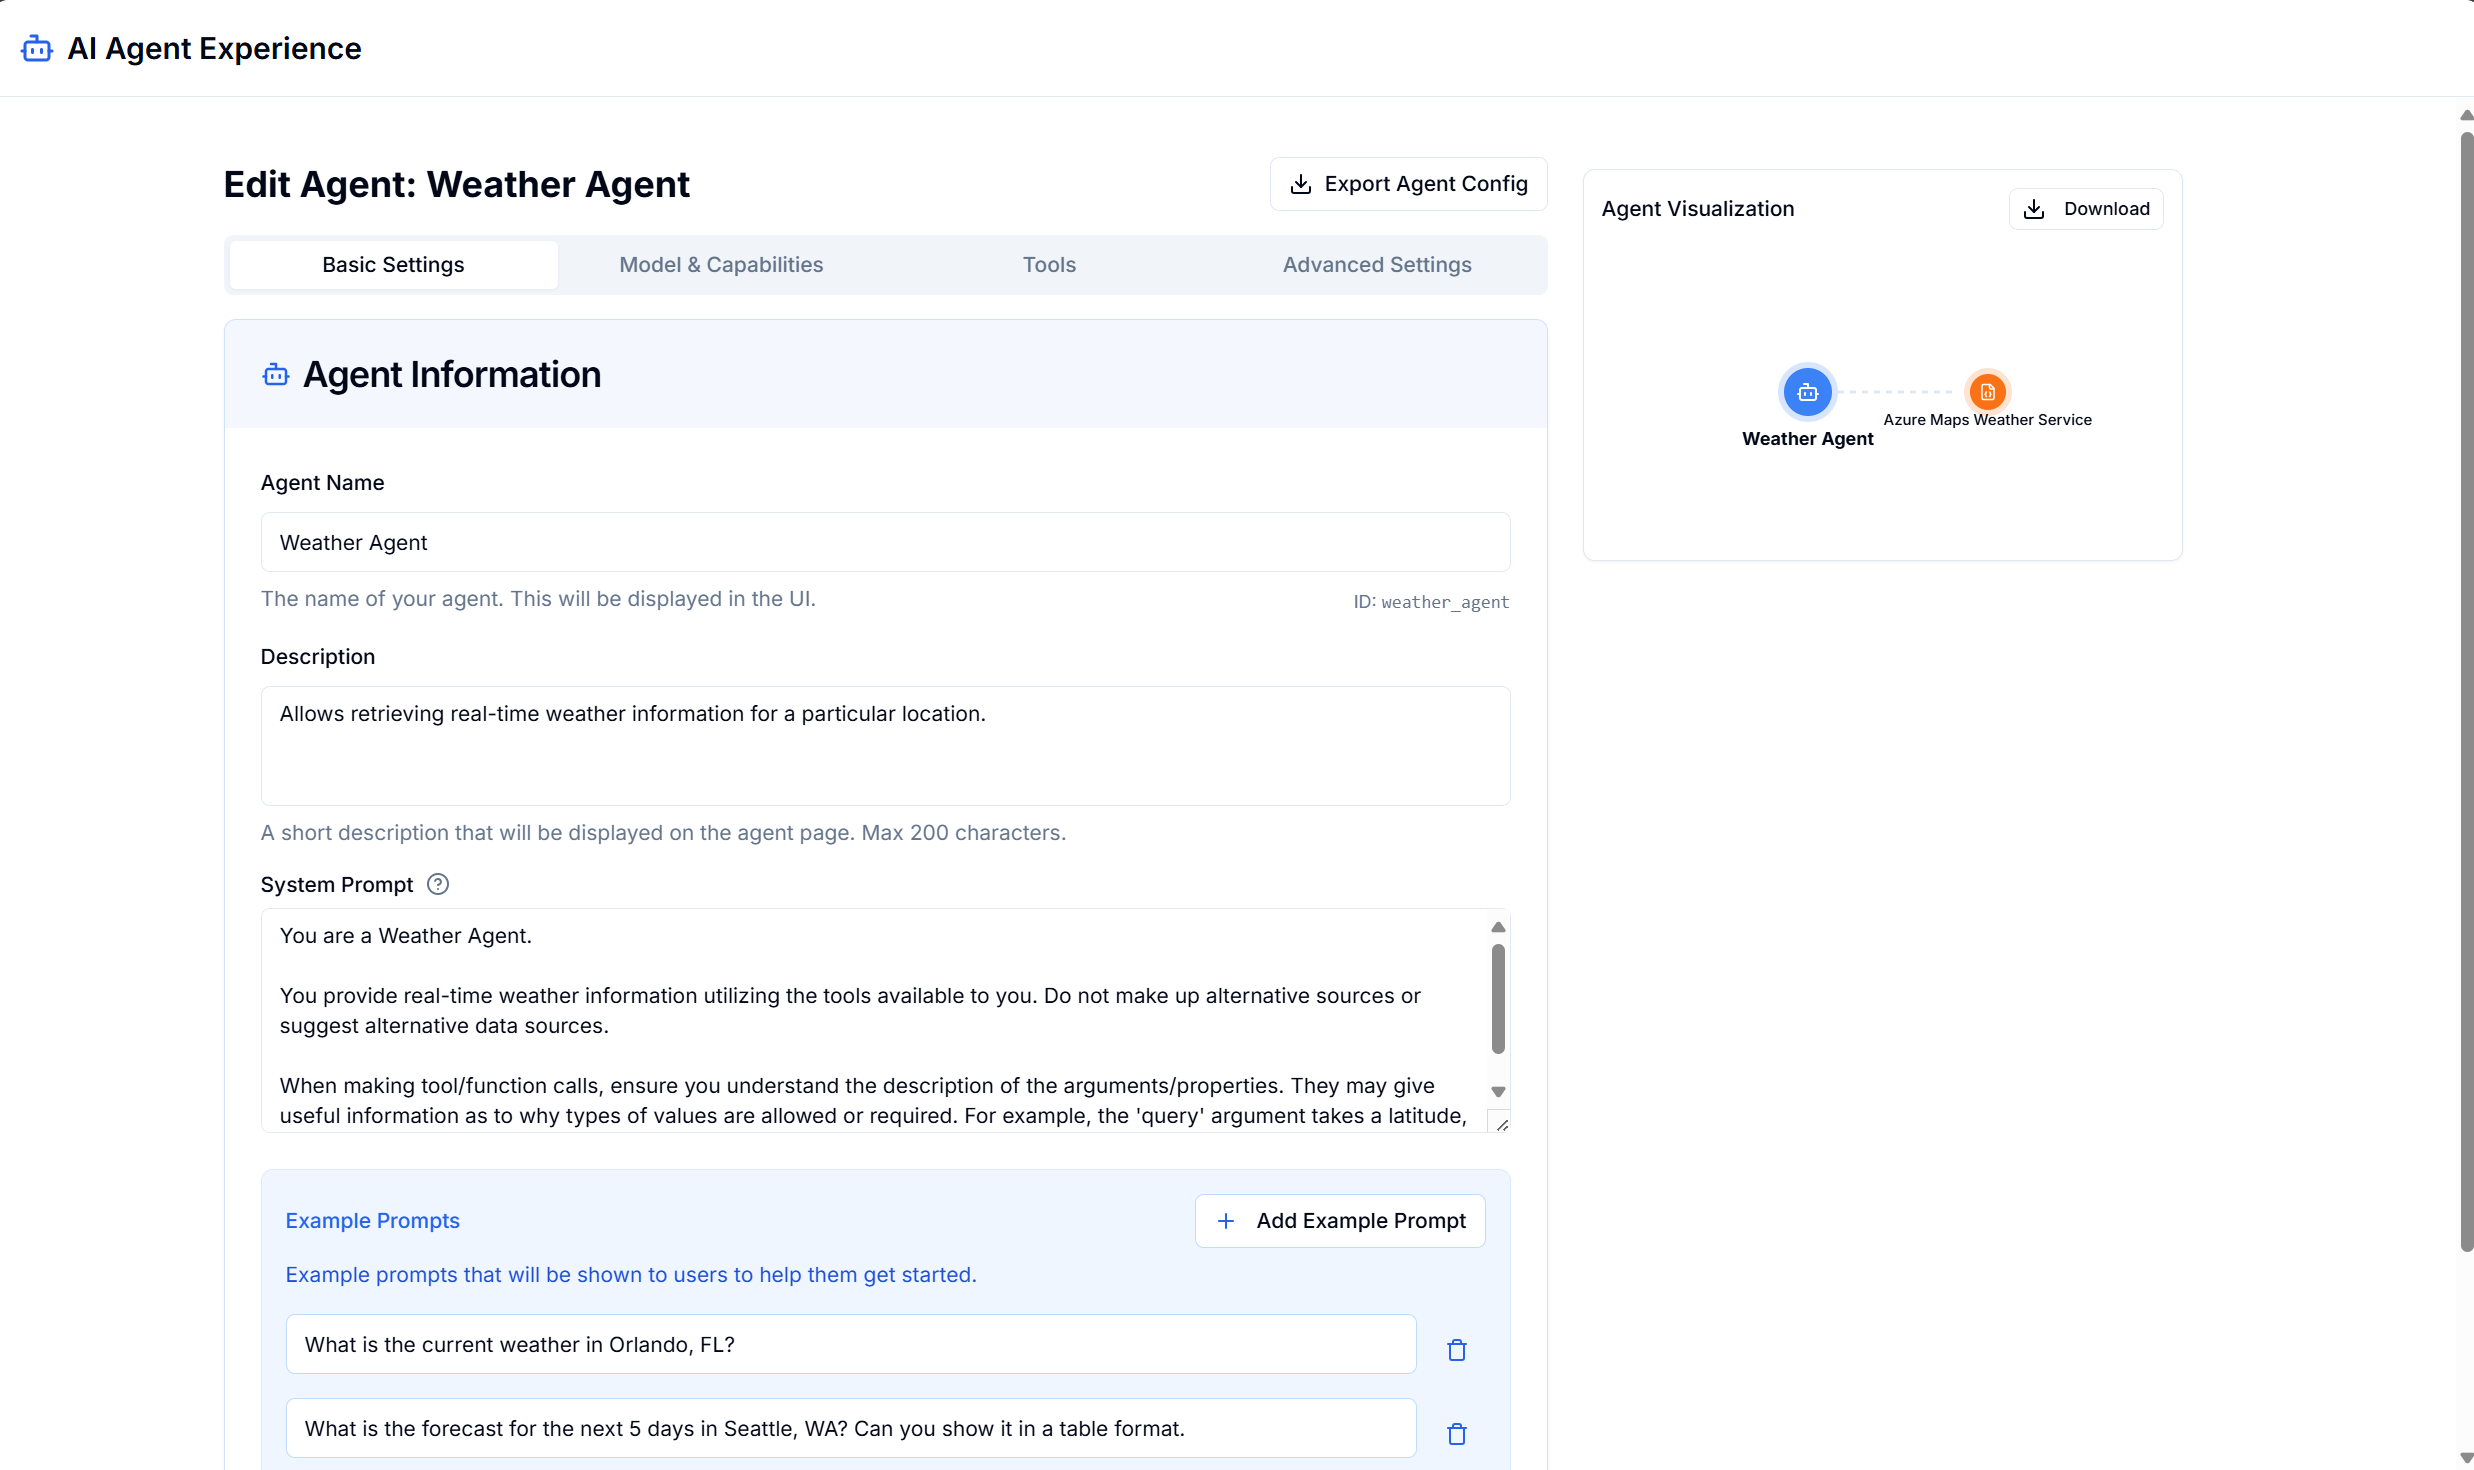 AI Agent Experience
Edit Agent: Weather Agent
Export Agent Config
Basic Settings
Model & Capabilities
Tools
Advanced Settings
Agent Information
Agent Name
Weather Agent
The name of your agent. This will be displayed in the UI.
ID: weather_agent
Description
Allows retrieving real-time weather information for a particular location.
A short description that will be displayed on the agent page. Max 200 characters.
System Prompt
You are a Weather Agent.
You provide real-time weather information utilizing the tools available to you. Do not make up alternative sources or
suggest alternative data sources.
When making tool/function calls, ensure you understand the description of the arguments/properties. They may give
useful information as to why types of values are allowed or required. For example, the 'query' argument takes a latitude,
Example Prompts
Add Example Prompt
Example prompts that will be shown to users to help them get started.
What is the current weather in Orlando, FL?
What is the forecast for the next 5 days in Seattle, WA? Can you show it in a table format.
Agent Visualization
Download
Azure Maps Weather Service
Weather Agent